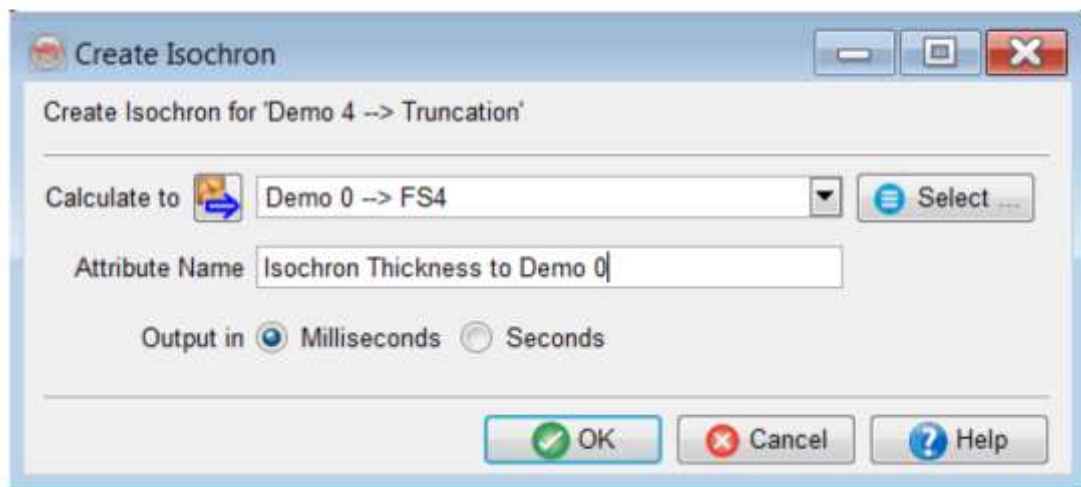 Create Isochron
Create Isochron for 'Demo 4 --> Truncation'
Calculate to Demo 0 --> FS4 Select ...
Attribute Name Isochron Thickness to Demo 0
Output in Milliseconds Seconds
OK Cancel Help